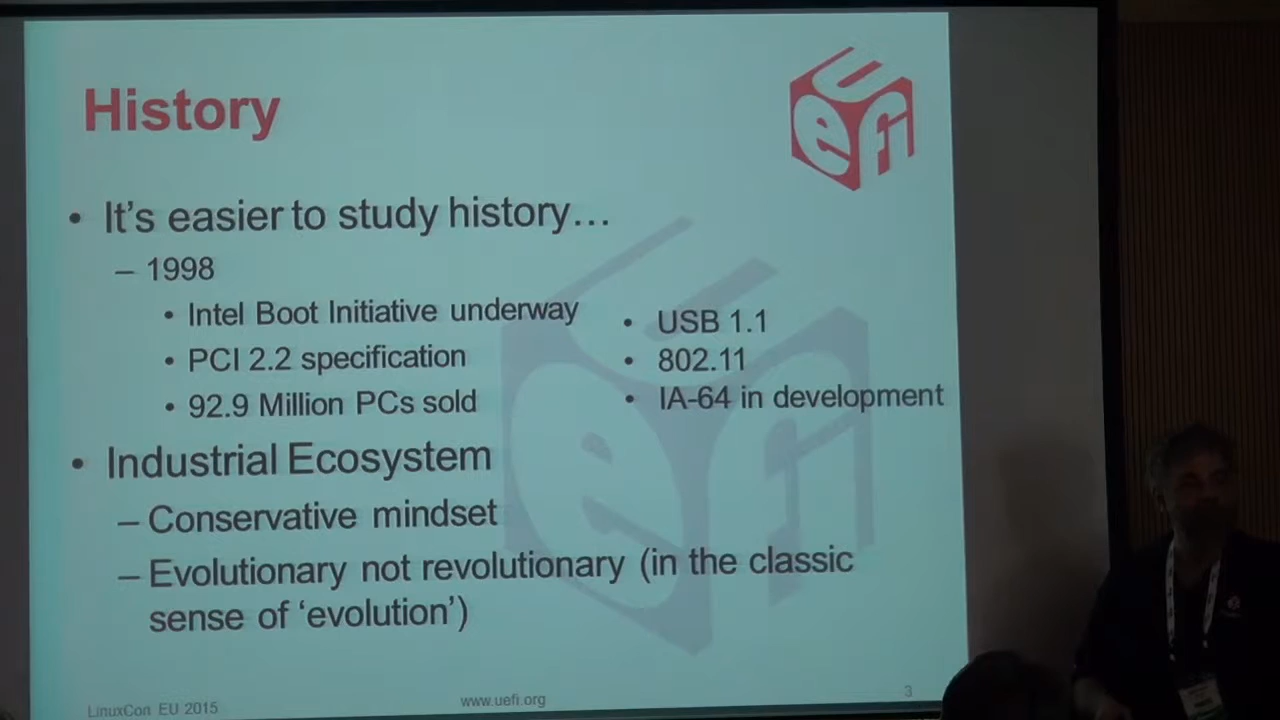 History
uefi
• It's easier to study history…
– 1998
• Intel Boot Initiative underway
• PCI 2.2 specification
• 92.9 Million PCs sold
• USB 1.1
• 802.11
• IA-64 in development
• Industrial Ecosystem
– Conservative mindset
– Evolutionary not revolutionary (in the classic
sense of 'evolution')
LinuxCon EU 2015
www.uefi.org
3